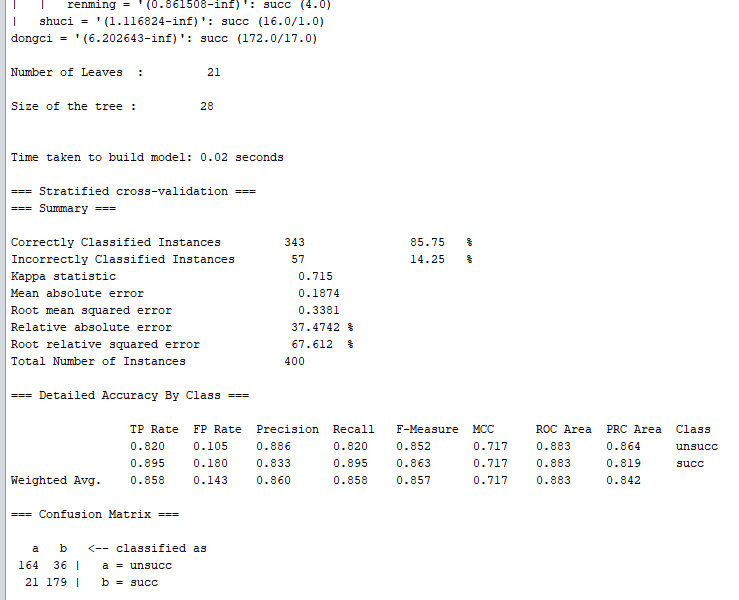 |   |   renming = '(0.861508-inf)': succ (4.0)
|   shuci = '(1.116824-inf)': succ (16.0/1.0)
dongci = '(6.202643-inf)': succ (172.0/17.0)
Number of Leaves  :         21
Size of the tree :         28
Time taken to build model: 0.02 seconds
=== Stratified cross-validation ===
=== Summary ===
Correctly Classified Instances         343               85.75   %
Incorrectly Classified Instances        57               14.25   %
Kappa statistic                          0.715
Mean absolute error                      0.1874
Root mean squared error                  0.3381
Relative absolute error                 37.4742 %
Root relative squared error             67.612  %
Total Number of Instances              400
=== Detailed Accuracy By Class ===
TP Rate  FP Rate  Precision  Recall   F-Measure  MCC      ROC Area  PRC Area  Class
0.820    0.105    0.886      0.820    0.852      0.717    0.883     0.864     unsucc
0.895    0.180    0.833      0.895    0.863      0.717    0.883     0.819     succ
Weighted Avg.    0.858    0.143    0.860      0.858    0.857      0.717    0.883     0.842
=== Confusion Matrix ===
a   b   <-- classified as
164  36 |   a = unsucc
21 179 |   b = succ